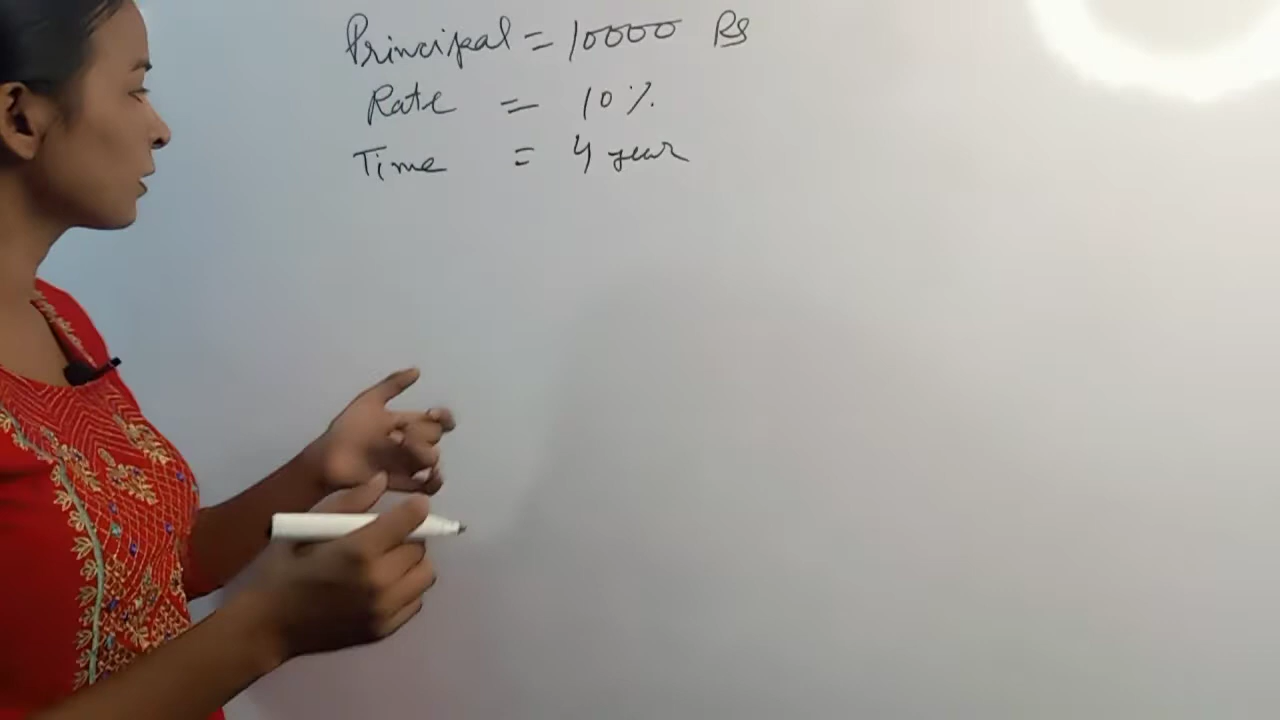 Principal = 10000 Rs
Rate = 10 %
Time = 4 year